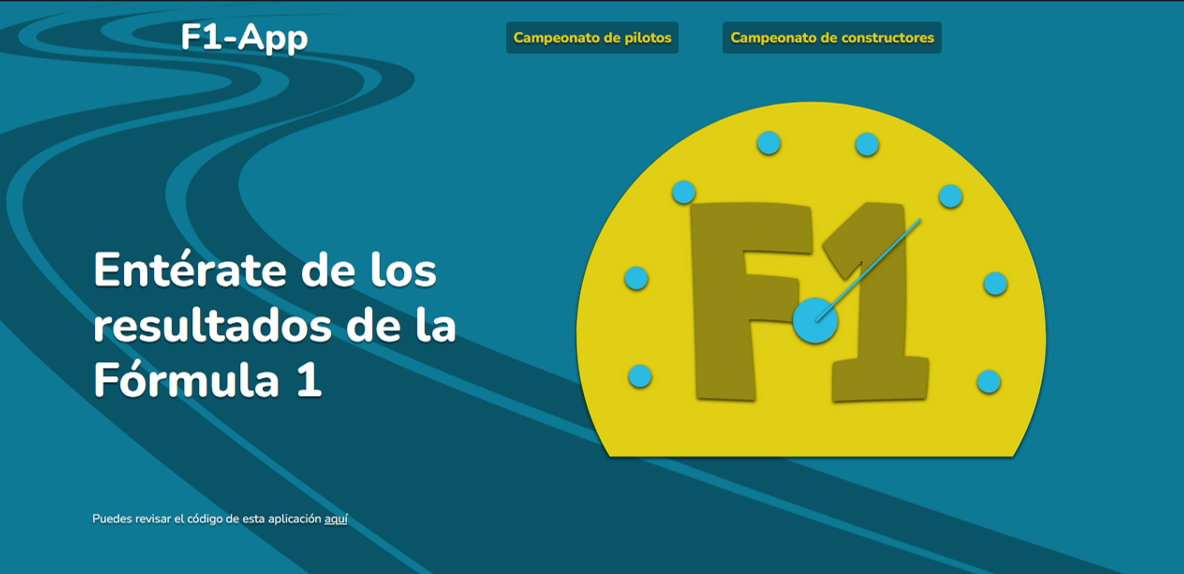 F1-App
Campeonato de pilotos
Campeonato de constructores
F1
Entérate de los
resultados de la
Fórmula 1
Puedes revisar el código de esta aplicación aquí